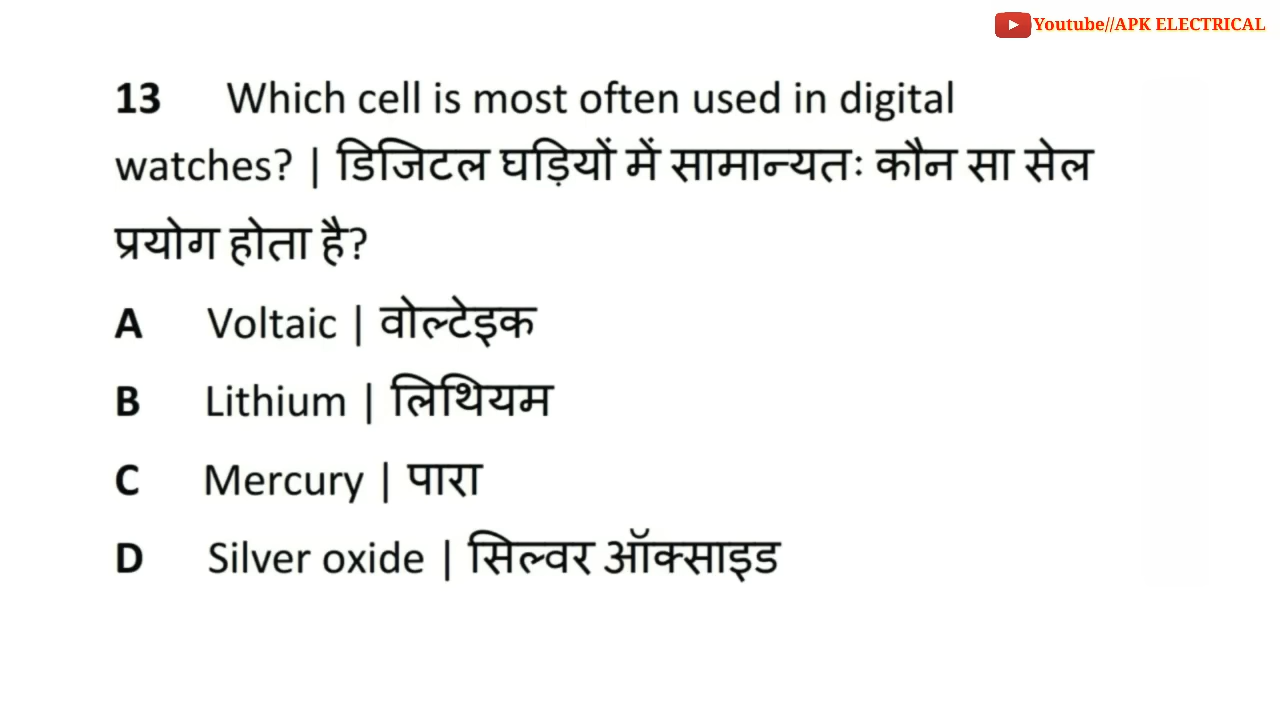 Youtube//APK ELECTRICAL
13 Which cell is most often used in digital
watches? | डिजिटल घड़ियों में सामान्यतः कौन सा सेल
प्रयोग होता है?
A Voltaic | वोल्टेइक
B Lithium | लिथियम
C Mercury | पारा
D Silver oxide | सिल्वर ऑक्साइड